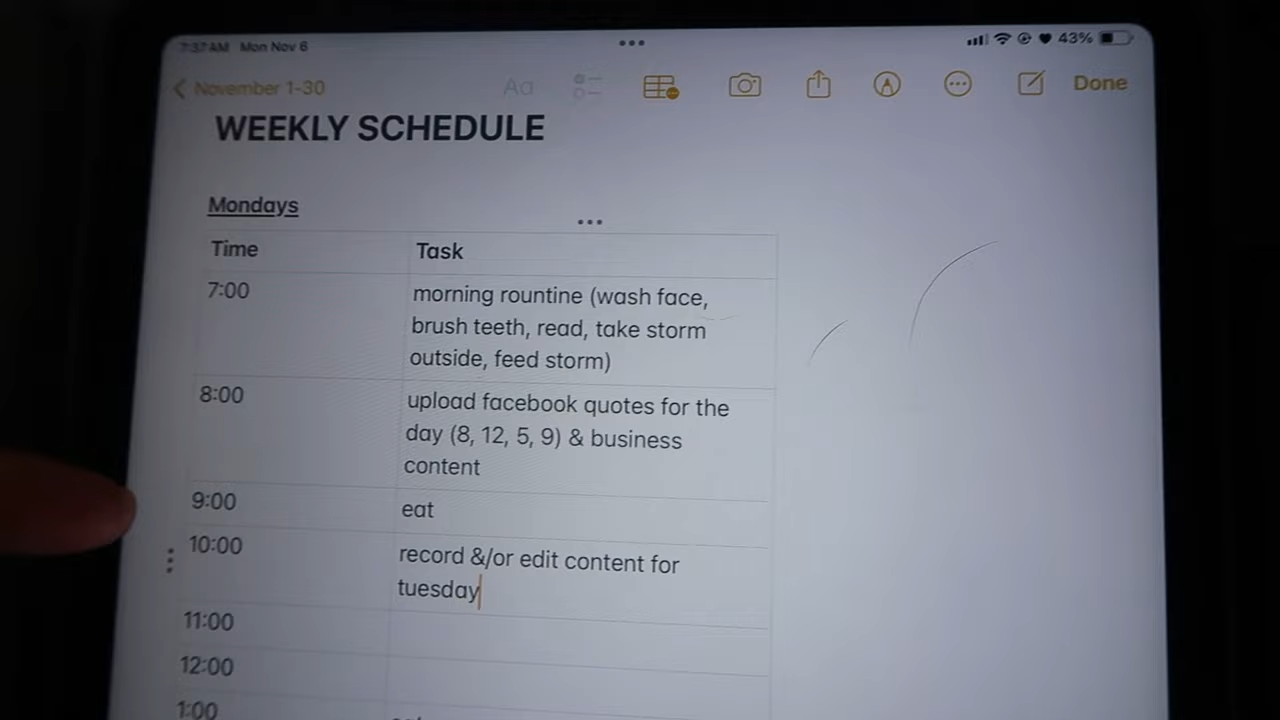 7:37 AM Mon Nov 6
43%
November 1-30
Aa
Done
WEEKLY SCHEDULE
Mondays
Time Task
7:00 morning rountine (wash face,
brush teeth, read, take storm
outside, feed storm)
8:00 upload facebook quotes for the
day (8, 12, 5, 9) & business
content
9:00 eat
10:00 record &/or edit content for
tuesday
11:00
12:00
1:00